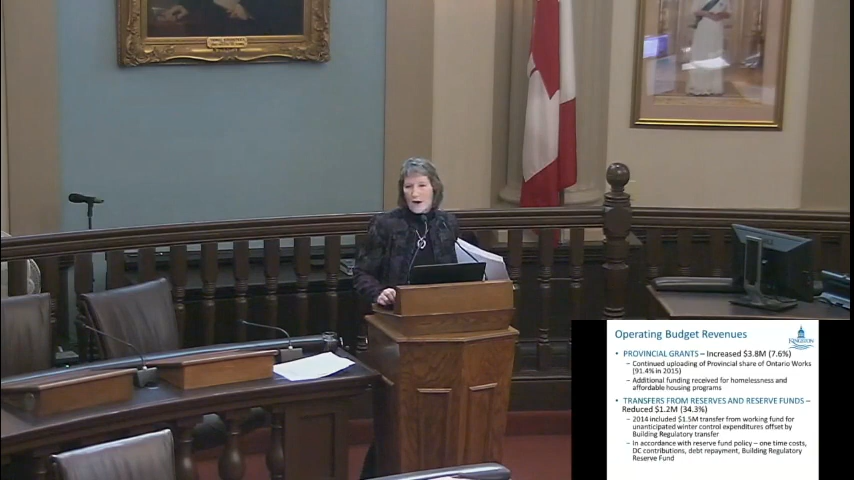 Operating Budget Revenues
KINGSTON
• PROVINCIAL GRANTS – Increased $3.8M (7.6%)
– Continued uploading of Provincial share of Ontario Works
(91.4% in 2015)
– Additional funding received for homelessness and
affordable housing programs
• TRANSFERS FROM RESERVES AND RESERVE FUNDS –
Reduced $1.2M (34.3%)
– 2014 included $1.5M transfer from working fund for
unanticipated winter control expenditures offset by
Building Regulatory transfer
– In accordance with reserve fund policy – one time costs,
DC contributions, debt repayment, Building Regulatory
Reserve Fund